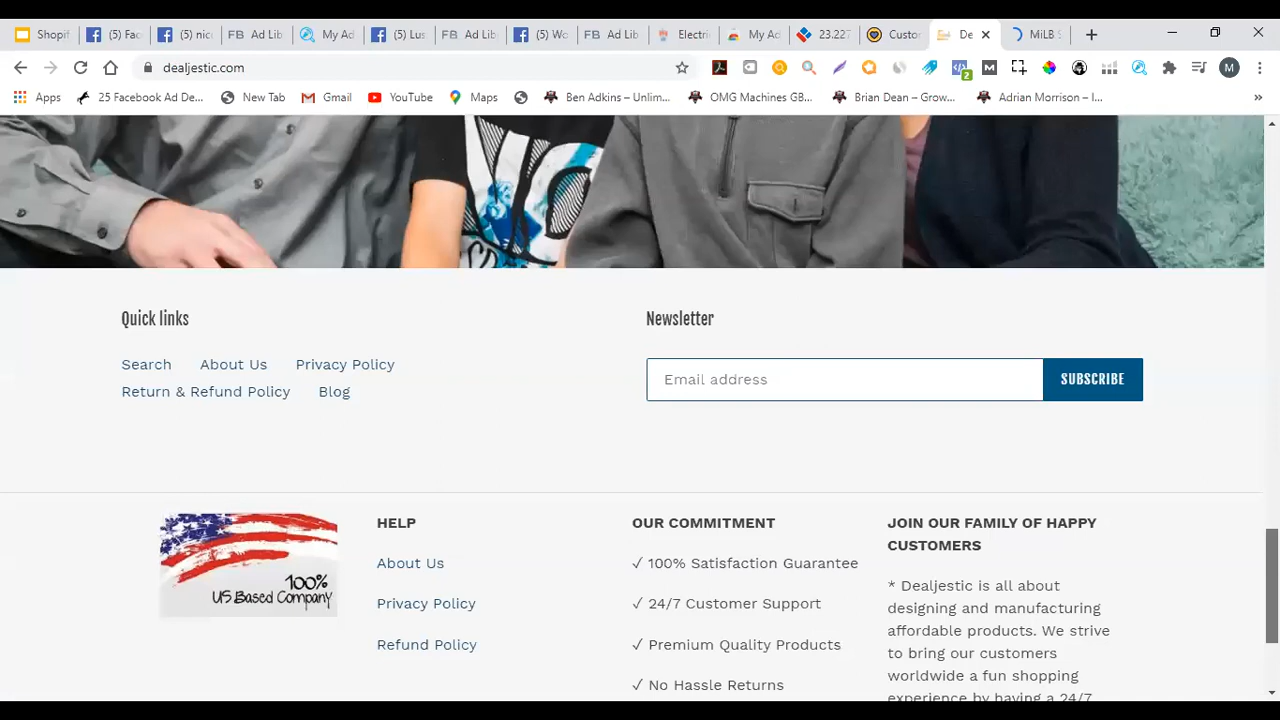 Shopif
(5) Fac
(5) nic
Ad Lib
My Ad
(5) Lus
Ad Lib
(5) Wo
Ad Lib
Electri
My Ad
23.227
Custo
De
MiLB S
dealjestic.com
2
M
Apps
25 Facebook Ad De...
New Tab
Gmail
YouTube
Maps
Ben Adkins – Unlim...
OMG Machines GB...
Brian Dean – Grow...
Adrian Morrison – I...
Quick links
Newsletter
Search About Us Privacy Policy
Return & Refund Policy Blog
Email address
SUBSCRIBE
100%
US Based Company
HELP
About Us
Privacy Policy
Refund Policy
OUR COMMITMENT
✓ 100% Satisfaction Guarantee
✓ 24/7 Customer Support
✓ Premium Quality Products
✓ No Hassle Returns
JOIN OUR FAMILY OF HAPPY
CUSTOMERS
* Dealjestic is all about
designing and manufacturing
affordable products. We strive
to bring our customers
worldwide a fun shopping
experience by having a 24/7